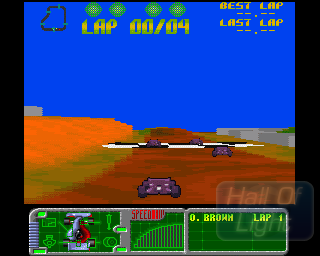 BEST LAP
--.--
LAP 00/04
LAST LAP
--.--
Hall Of
Light
SPEED
O. BROWN LAP 1